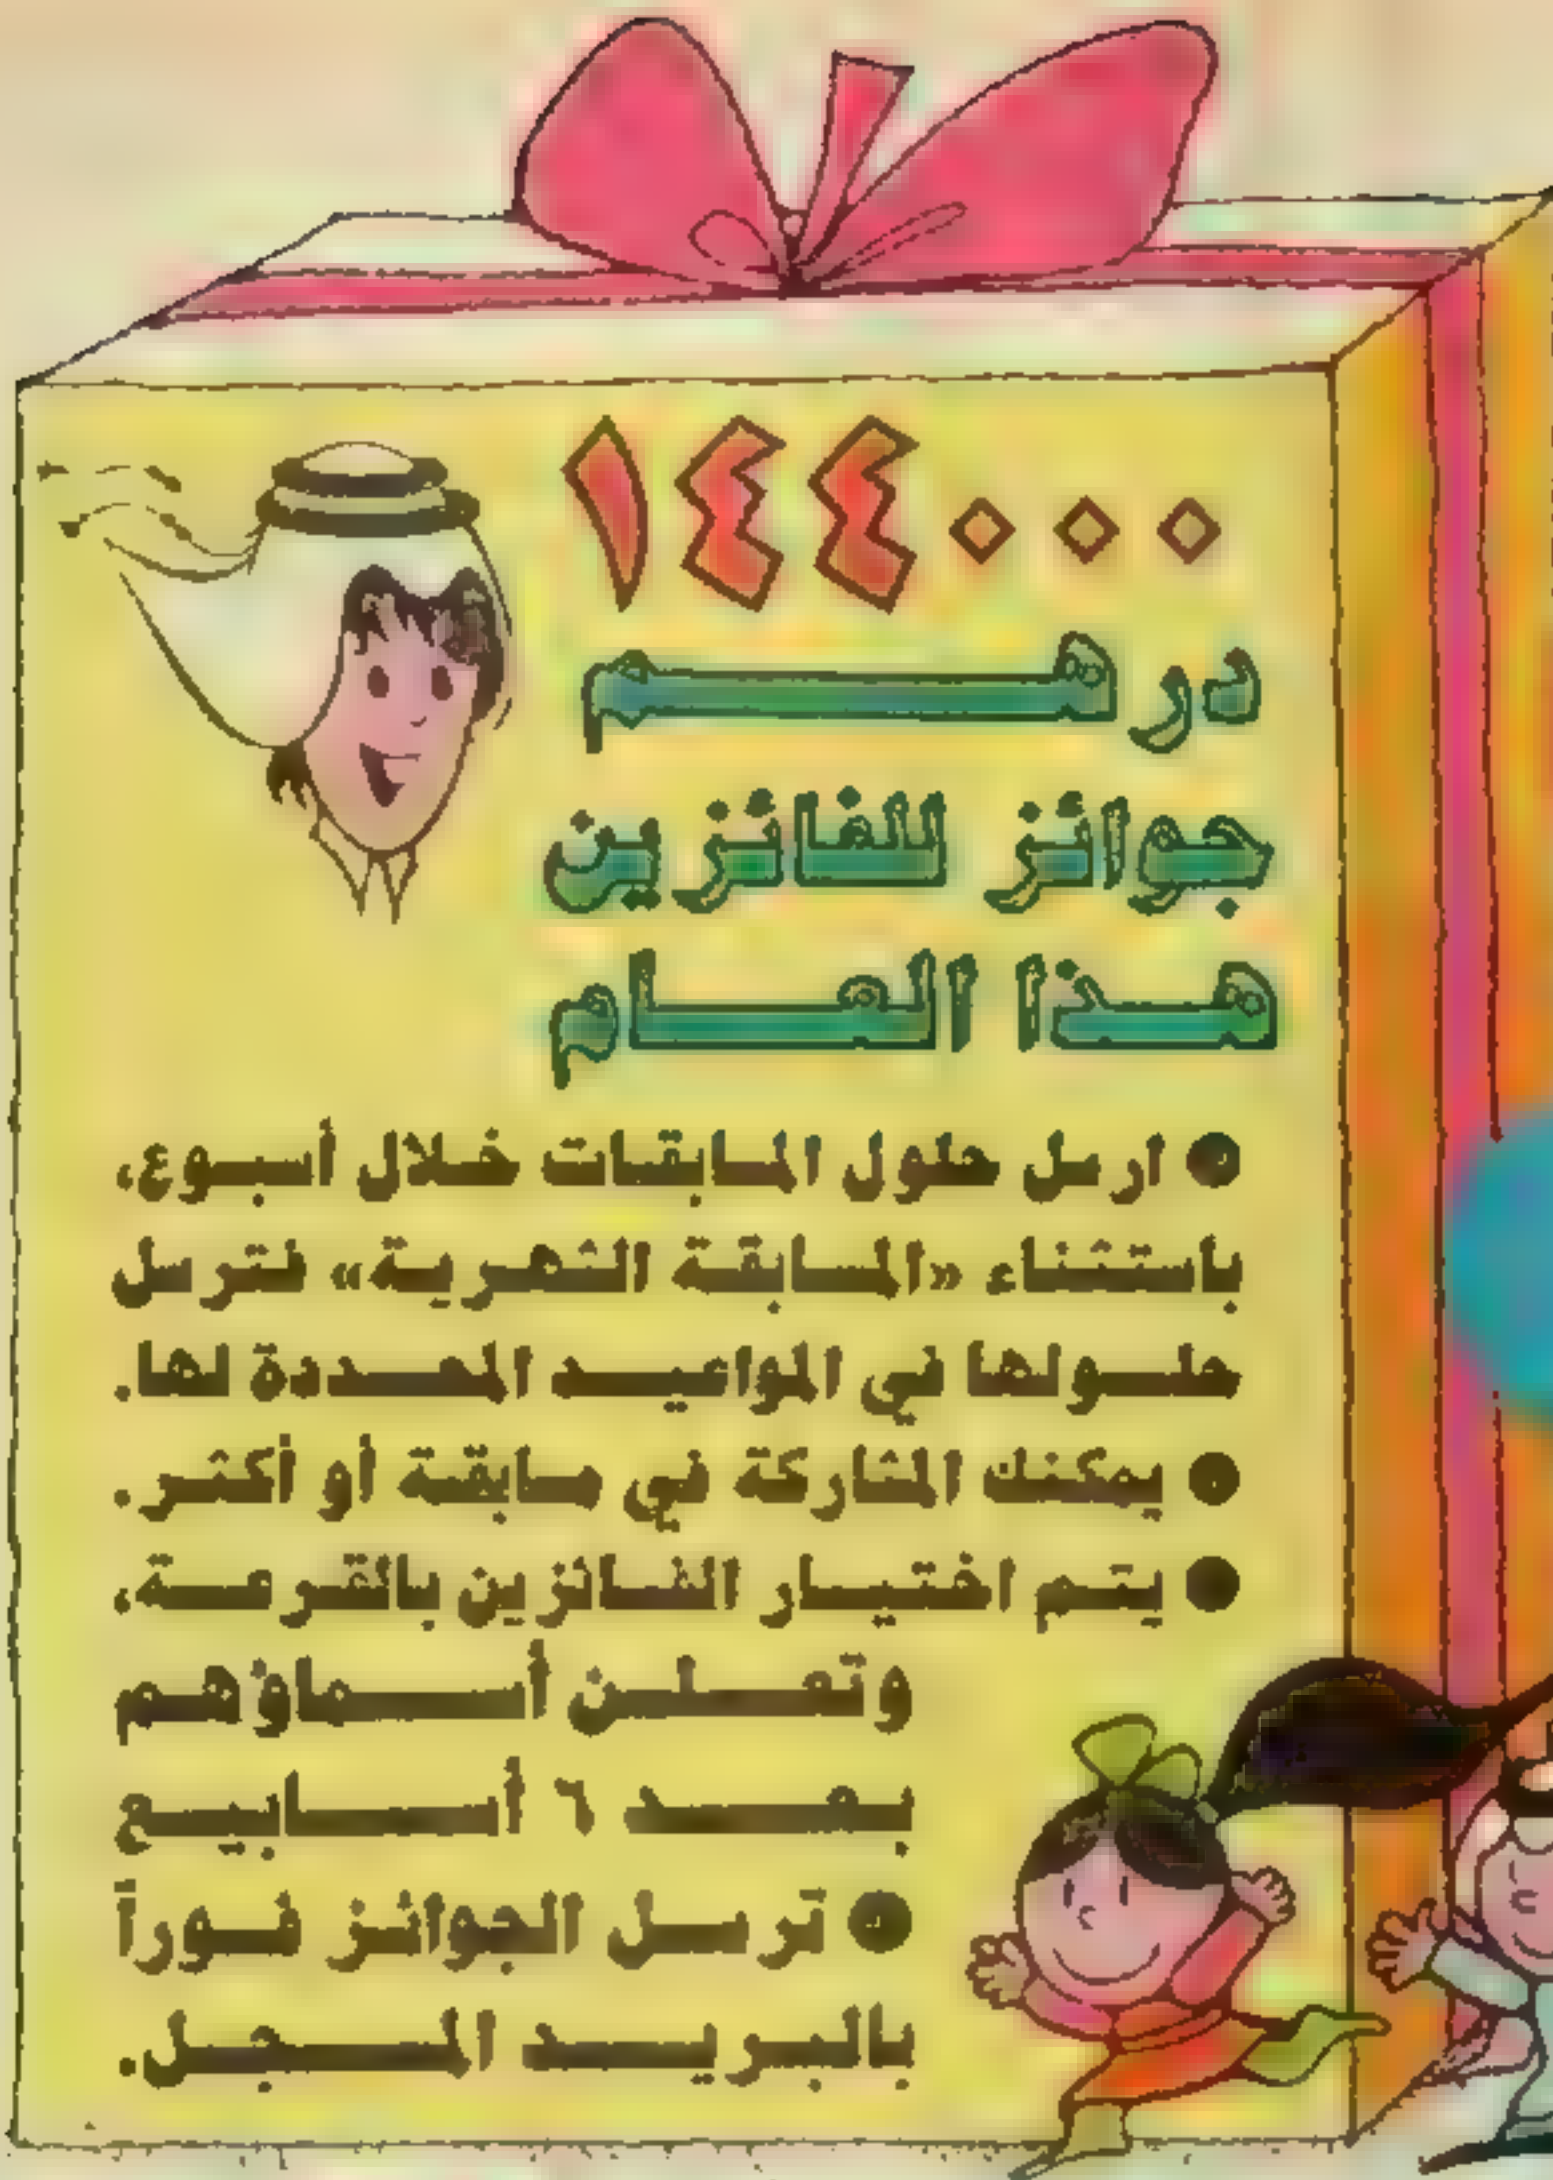 ١٤٤٠٠٠
درهم
جوائز للفائزين
هذا العام
● ارسل حلول المسابقات خلال أسبوع،
باستثناء «المسابقة الشهرية» فترسل
حلولها في المواعيد المحددة لها.
● يمكنك المشاركة في مسابقة أو أكثر.
● يتم اختيار الفائزين بالقرعة،
وتعلن أسماؤهم
بعد ٦ أسابيع
● ترسل الجوائز فوراً
بالبريد المسجل.